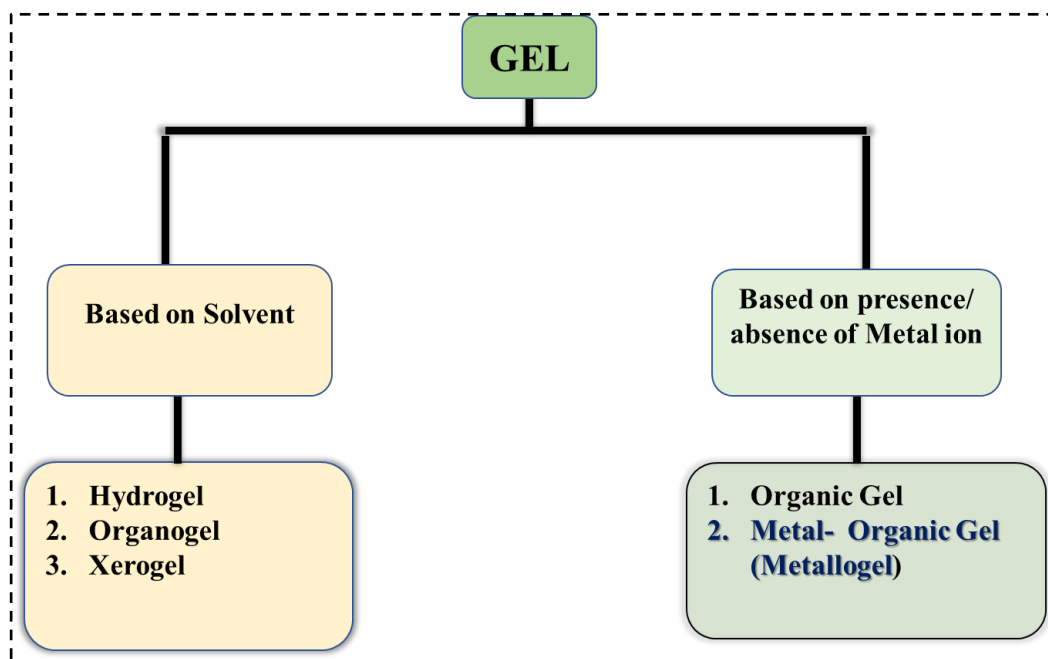 GEL
Based on Solvent
Based on presence/
absence of Metal ion
1. Hydrogel
2. Organogel
3. Xerogel
1. Organic Gel
2. Metal- Organic Gel
(Metallogel)